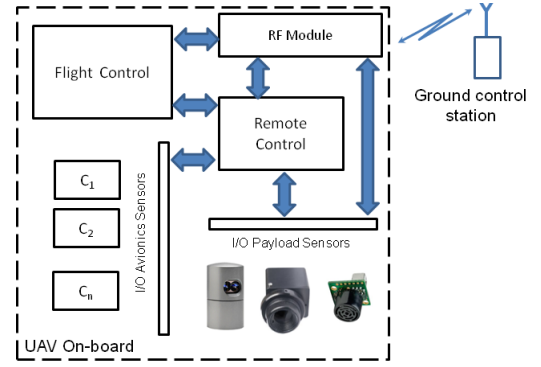 RF Module
Flight Control
Remote
Control
Ground control
station
C1
C2
Cn
I/O Avionics Sensors
I/O Payload Sensors
UAV On-board